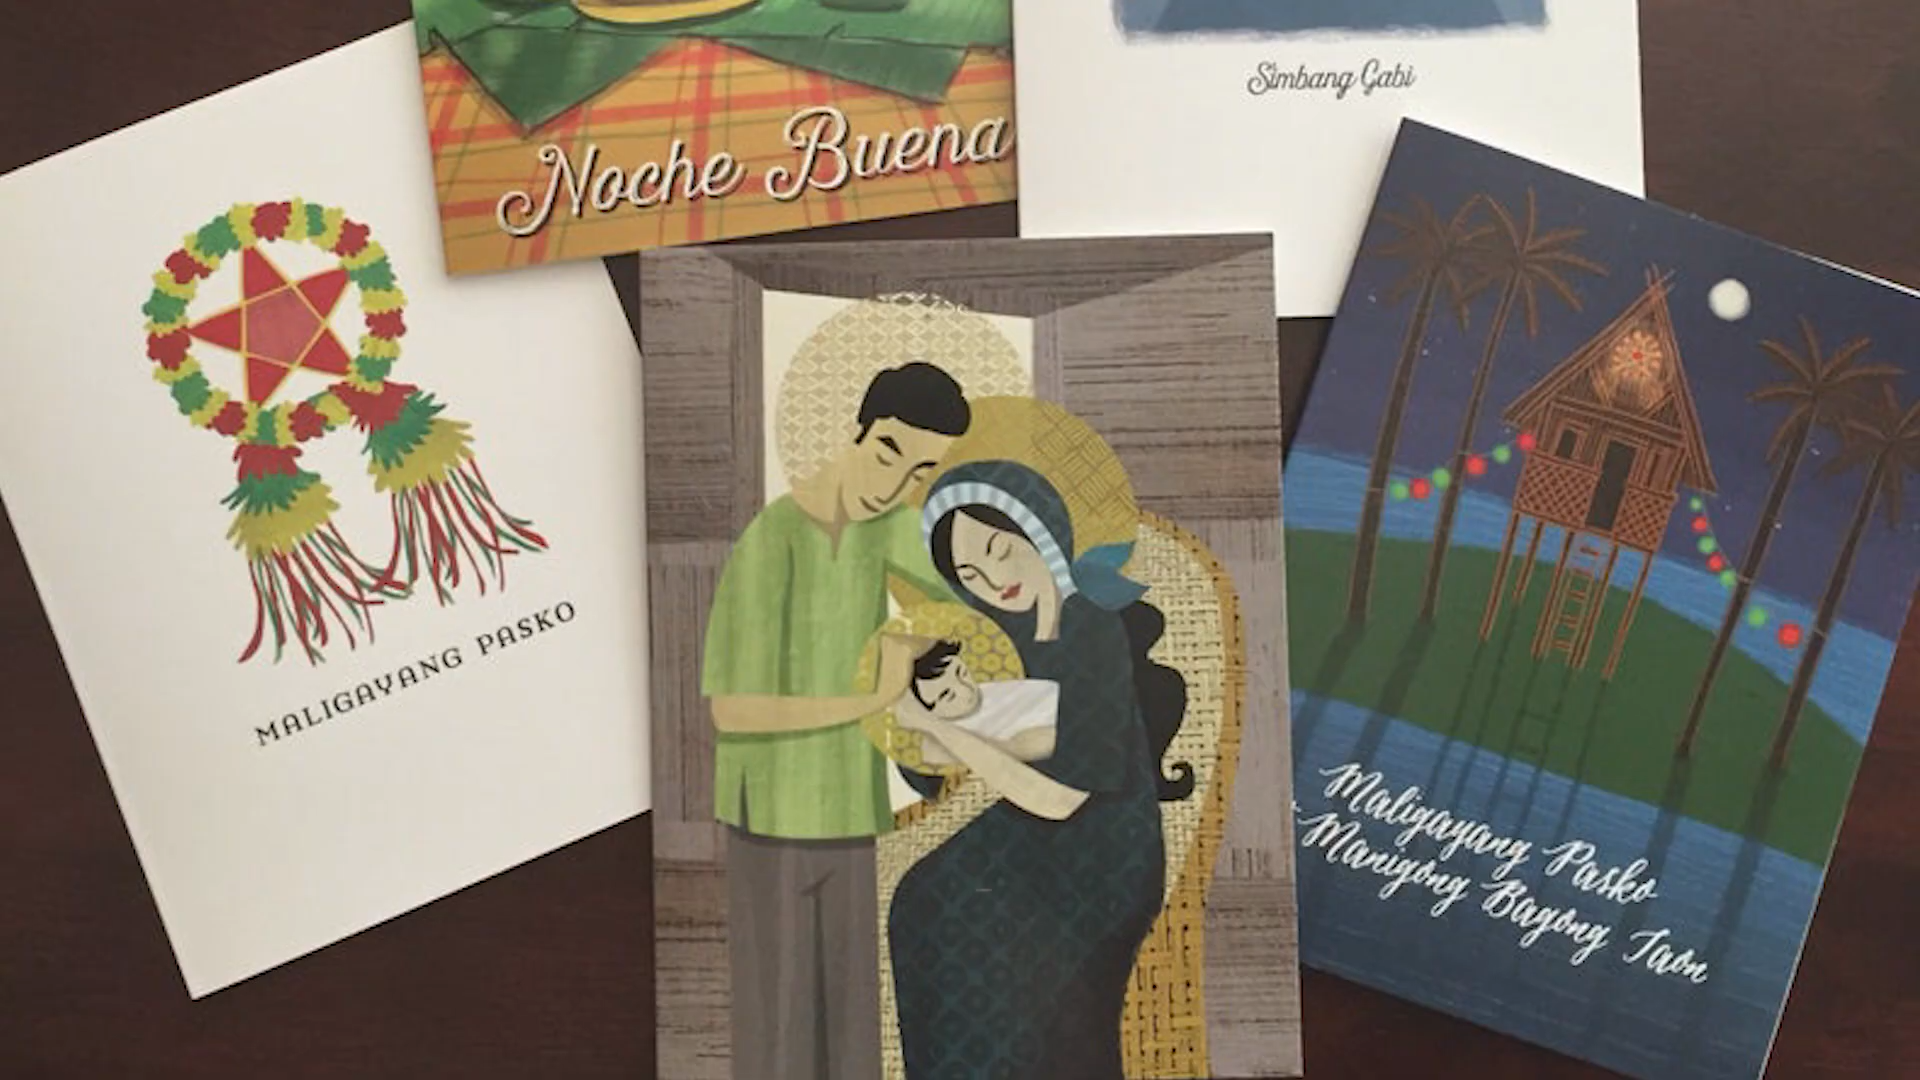 Noche Buena
Simbang Gabi
MALIGAYANG PASKO
Maligayang Pasko
Manigong Bagong Taon